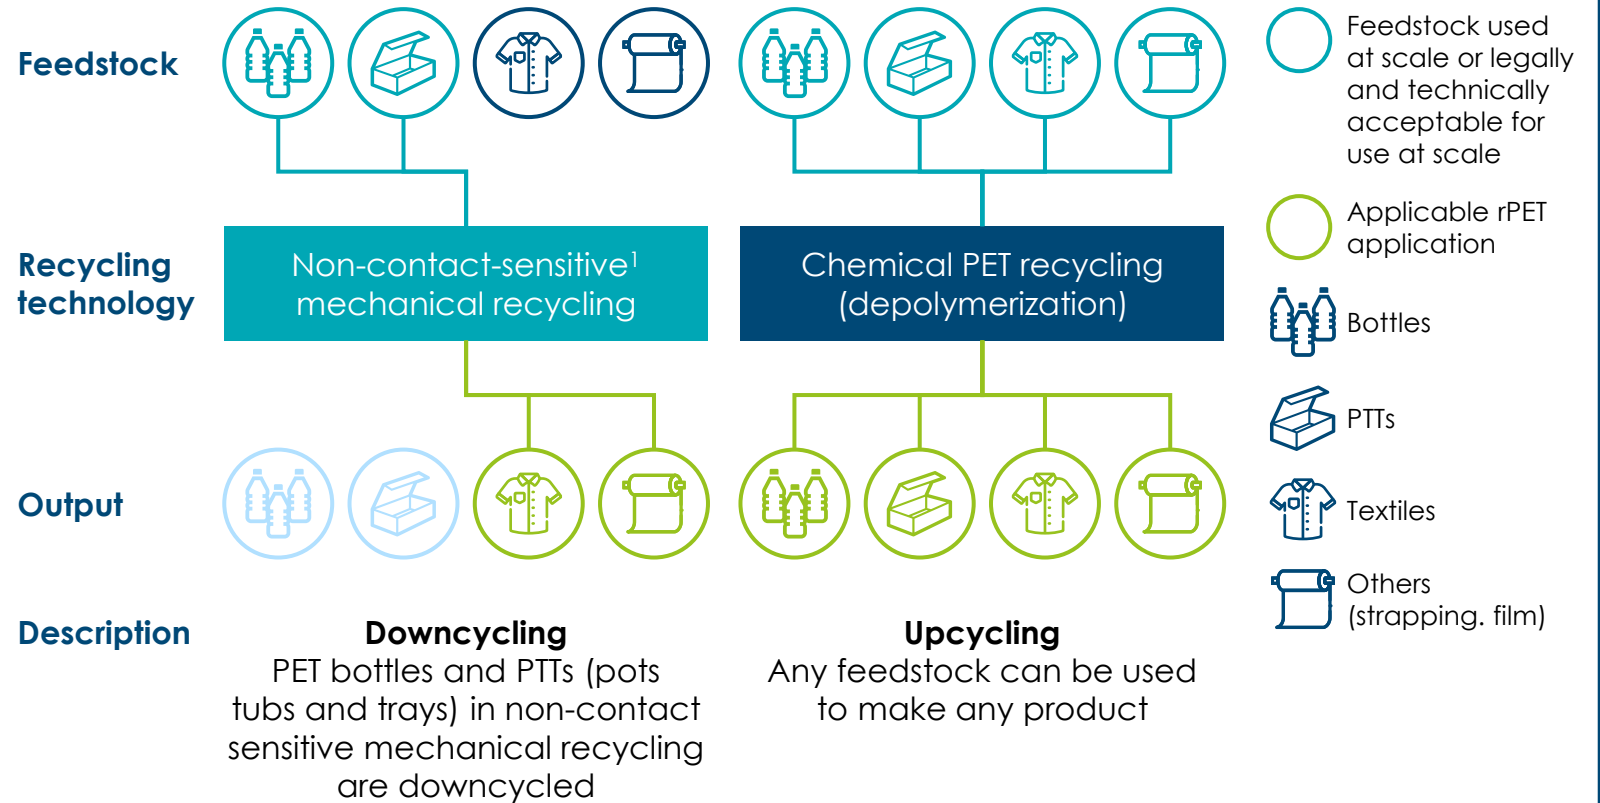 Feedstock
Recycling
technology
Non-contact-sensitive¹
mechanical recycling
Chemical PET recycling
(depolymerization)
Output
Description
Downcycling
PET bottles and PTTs (pots
tubs and trays) in non-contact
sensitive mechanical recycling
are downcycled
Upcycling
Any feedstock can be used
to make any product
Feedstock used
at scale or legally
and technically
acceptable for
use at scale
Applicable rPET
application
Bottles
PTTs
Textiles
Others
(strapping. film)